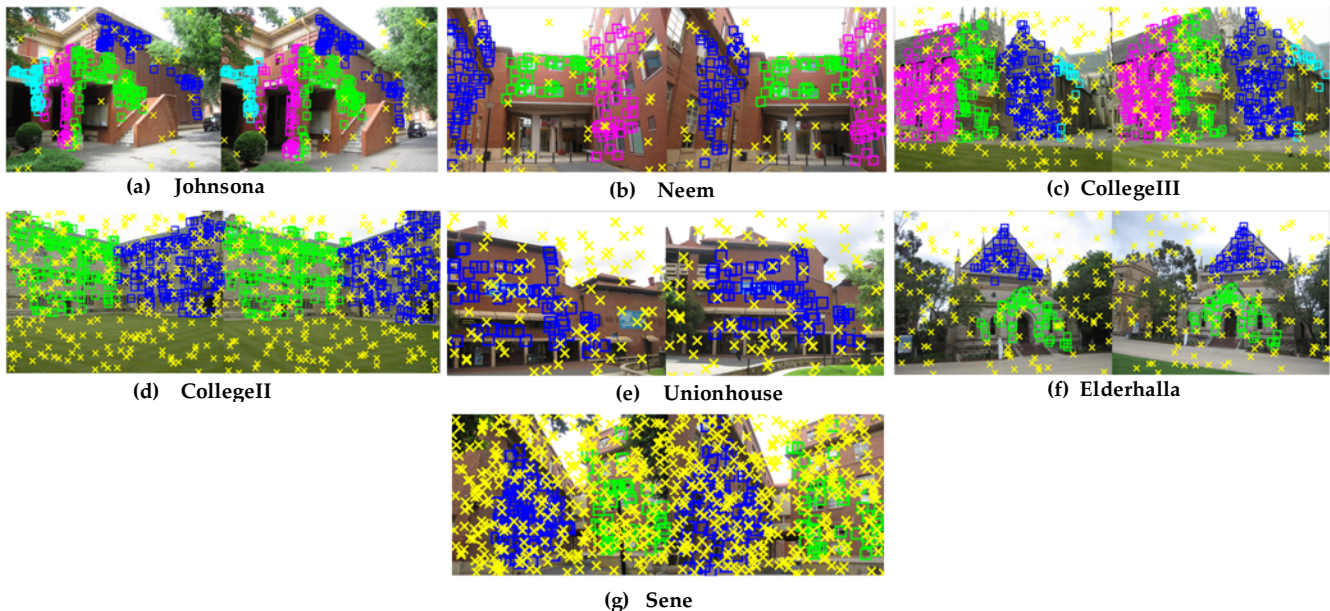 (a) Johnsona
(b) Neem
(c) CollegeIII
(d) CollegeII
(e) Unionhouse
(f) Elderhalla
(g) Sene